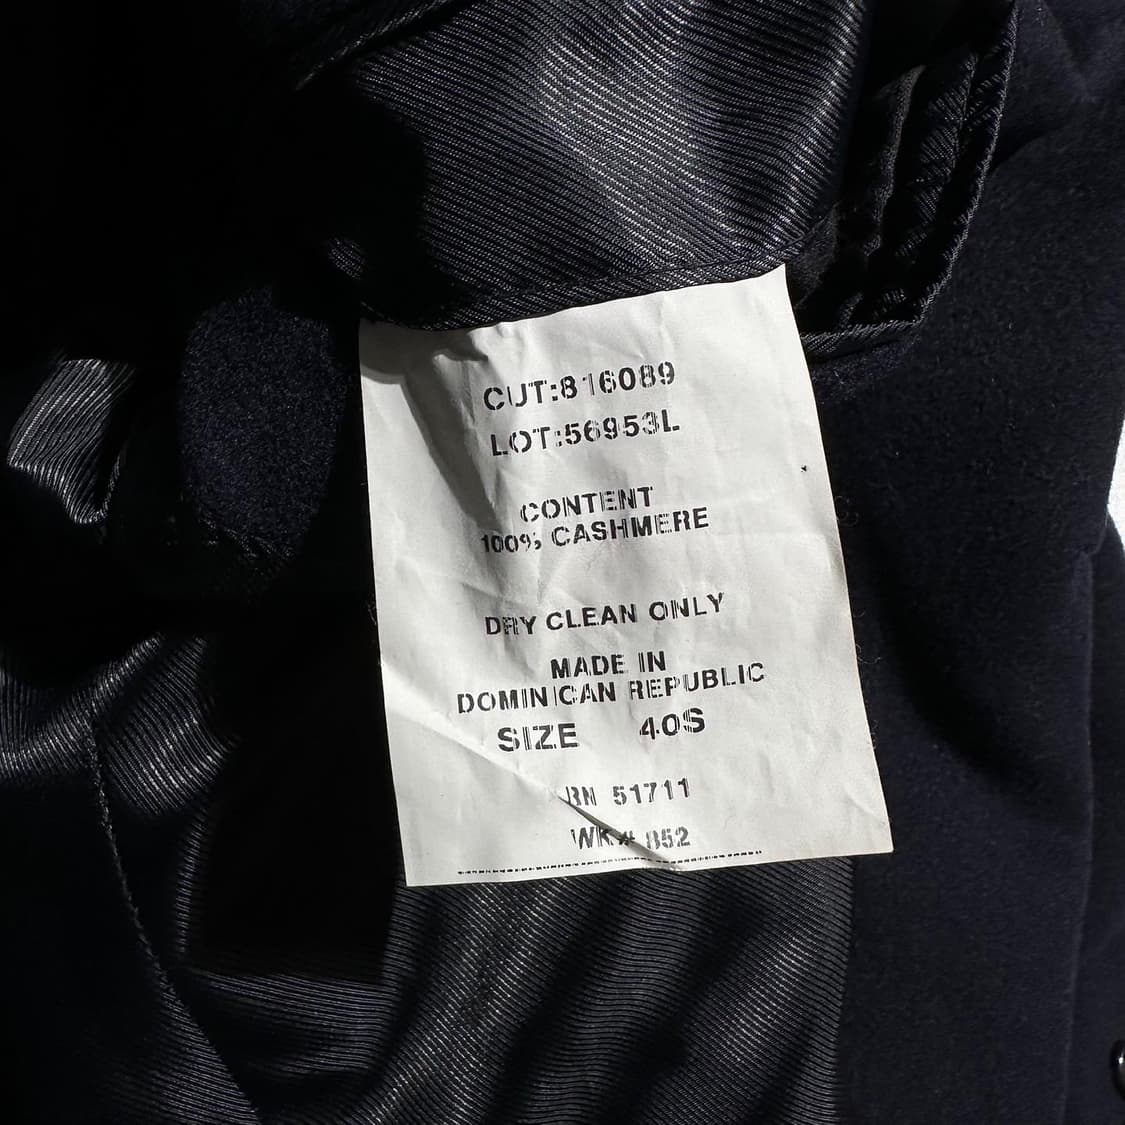 CUT:816089
LOT:56953L
CONTENT
100% CASHMERE
DRY CLEAN ONLY
MADE IN
DOMINICAN REPUBLIC
SIZE 40S
RN 51711
WK# 852